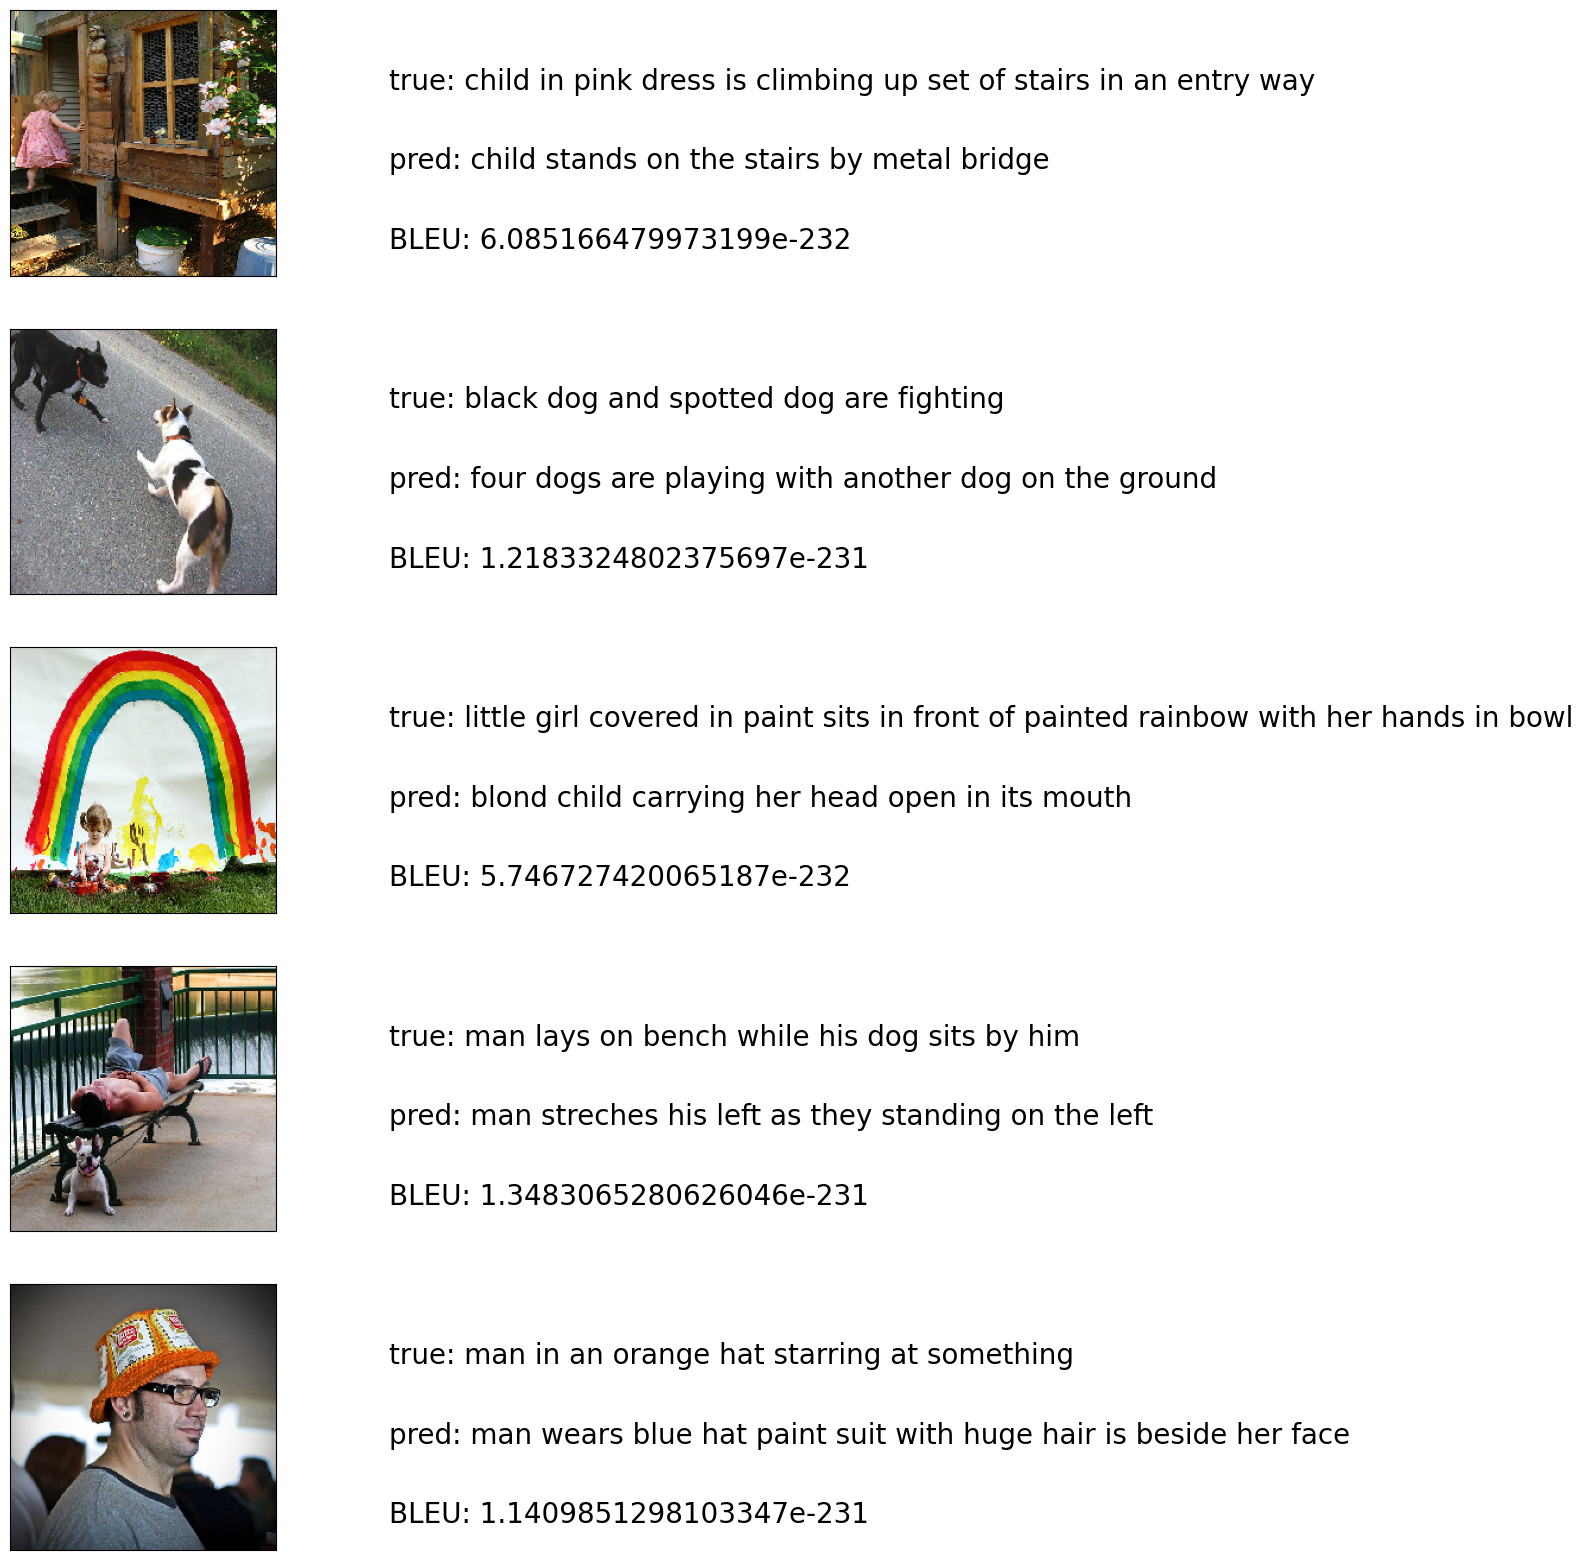 true: child in pink dress is climbing up set of stairs in an entry way
pred: child stands on the stairs by metal bridge
BLEU: 6.085166479973199e-232
true: black dog and spotted dog are fighting
pred: four dogs are playing with another dog on the ground
BLEU: 1.2183324802375697e-231
true: little girl covered in paint sits in front of painted rainbow with her hands in bowl
pred: blond child carrying her head open in its mouth
BLEU: 5.746727420065187e-232
true: man lays on bench while his dog sits by him
pred: man streches his left as they standing on the left
BLEU: 1.3483065280626046e-231
true: man in an orange hat starring at something
pred: man wears blue hat paint suit with huge hair is beside her face
BLEU: 1.1409851298103347e-231